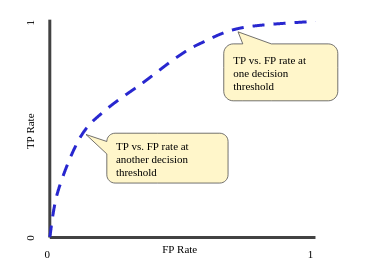 1
TP vs. FP rate at
one decision
threshold
TP Rate
TP vs. FP rate at
another decision
threshold
0
0
FP Rate
1